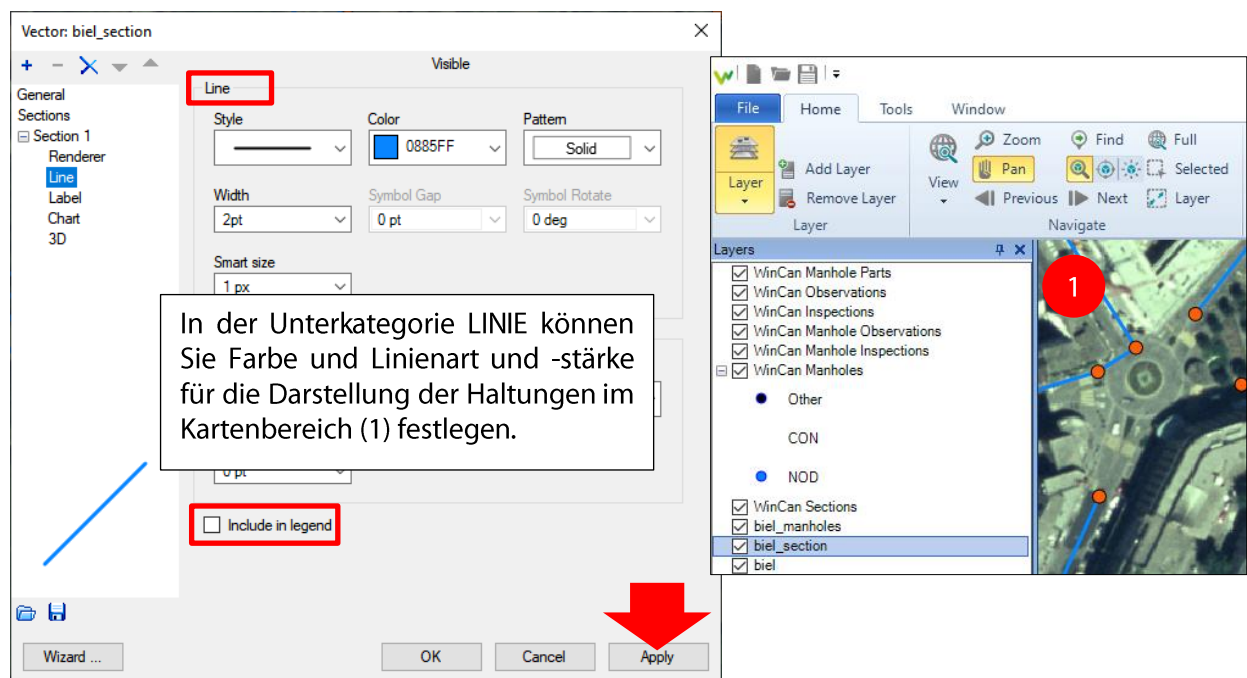 Vector: biel_section
Visible
General
Sections
Section 1
Renderer
Line
Label
Chart
3D
Line
Style
Color
Pattern
0885FF
Solid
Width
Symbol Gap
Symbol Rotate
2pt
0 pt
0 deg
Smart size
1 px
In der Unterkategorie LINIE können
Sie Farbe und Linienart und -stärke
für die Darstellung der Haltungen im
Kartenbereich (1) festlegen.
0 pt
Include in legend
Wizard ...
OK
Cancel
Apply
File
Home
Tools
Window
Layer
Add Layer
Remove Layer
Layer
View
Zoom
Find
Full
Pan
Selected
Previous
Next
Layer
Navigate
Layers
WinCan Manhole Parts
WinCan Observations
WinCan Inspections
WinCan Manhole Observations
WinCan Manhole Inspections
WinCan Manholes
Other
CON
NOD
WinCan Sections
biel_manholes
biel_section
biel
1